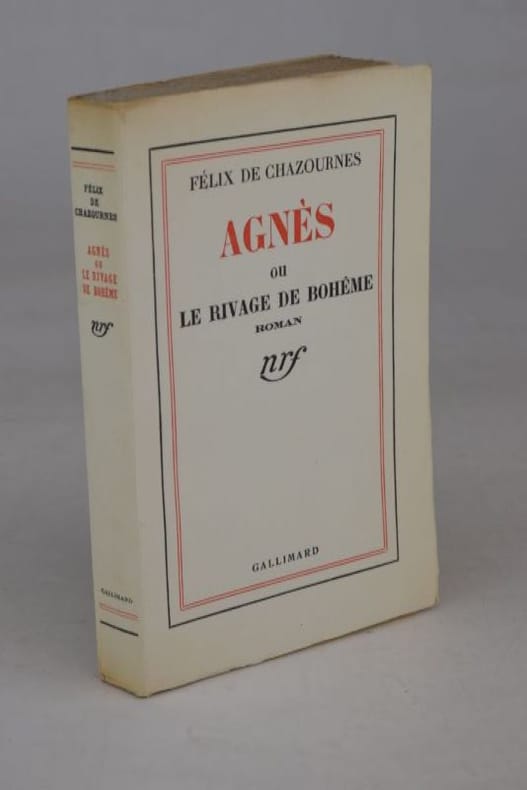 FÉLIX
DE
CHAZOURNES
AGNÈS
OU
LE RIVAGE
DE BOHÊME
nrf
GALLIMARD
FÉLIX DE CHAZOURNES
AGNÈS
OU
LE RIVAGE DE BOHÊME
ROMAN
nrf
GALLIMARD